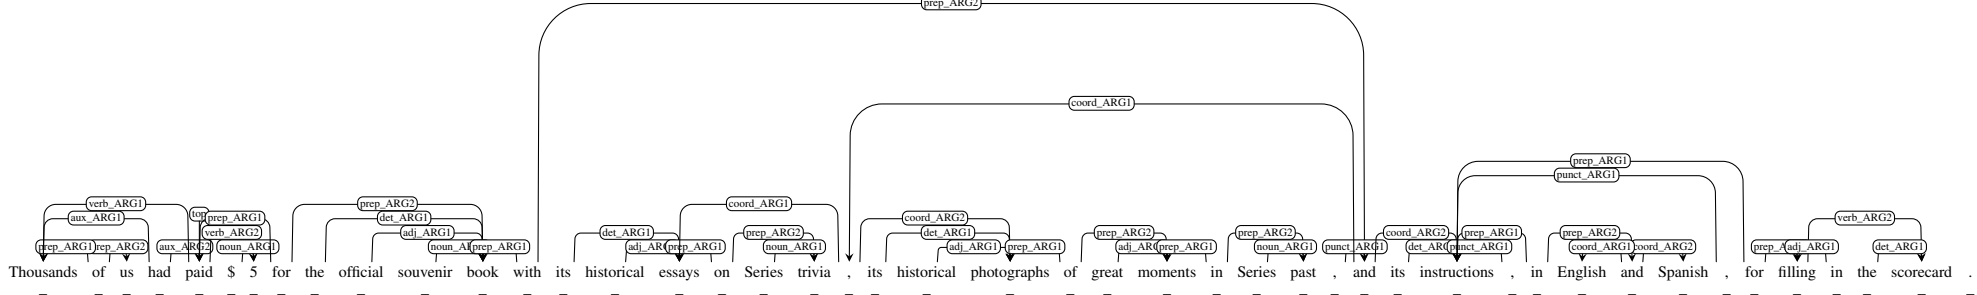 prep_ARG2
coord_ARG1
prep_ARG1
punct_ARG1
verb_ARG1 top prep_ARG2 coord_ARG1
aux_ARG1 prep_ARG1 det_ARG1 coord_ARG2 verb_ARG2
verb_ARG2 adj_ARG1 det_ARG1 prep_ARG2 det_ARG1 prep_ARG2 prep_ARG2 coord_ARG2 prep_ARG1 prep_ARG2
prep_ARG1 aux_ARG2 noun_ARG1 prep_ARG1 prep_ARG1 noun_ARG1 adj_ARG1 prep_ARG1 prep_ARG1 noun_ARG1 punct_ARG1 punct_ARG1 coord_ARG1 coord_ARG2 adj_ARG1 det_ARG1
Thousands of us had paid $ 5 for the official souvenir book with its historical essays on Series trivia , its historical photographs of great moments in Series past , and its instructions , in English and Spanish , for filling in the scorecard .